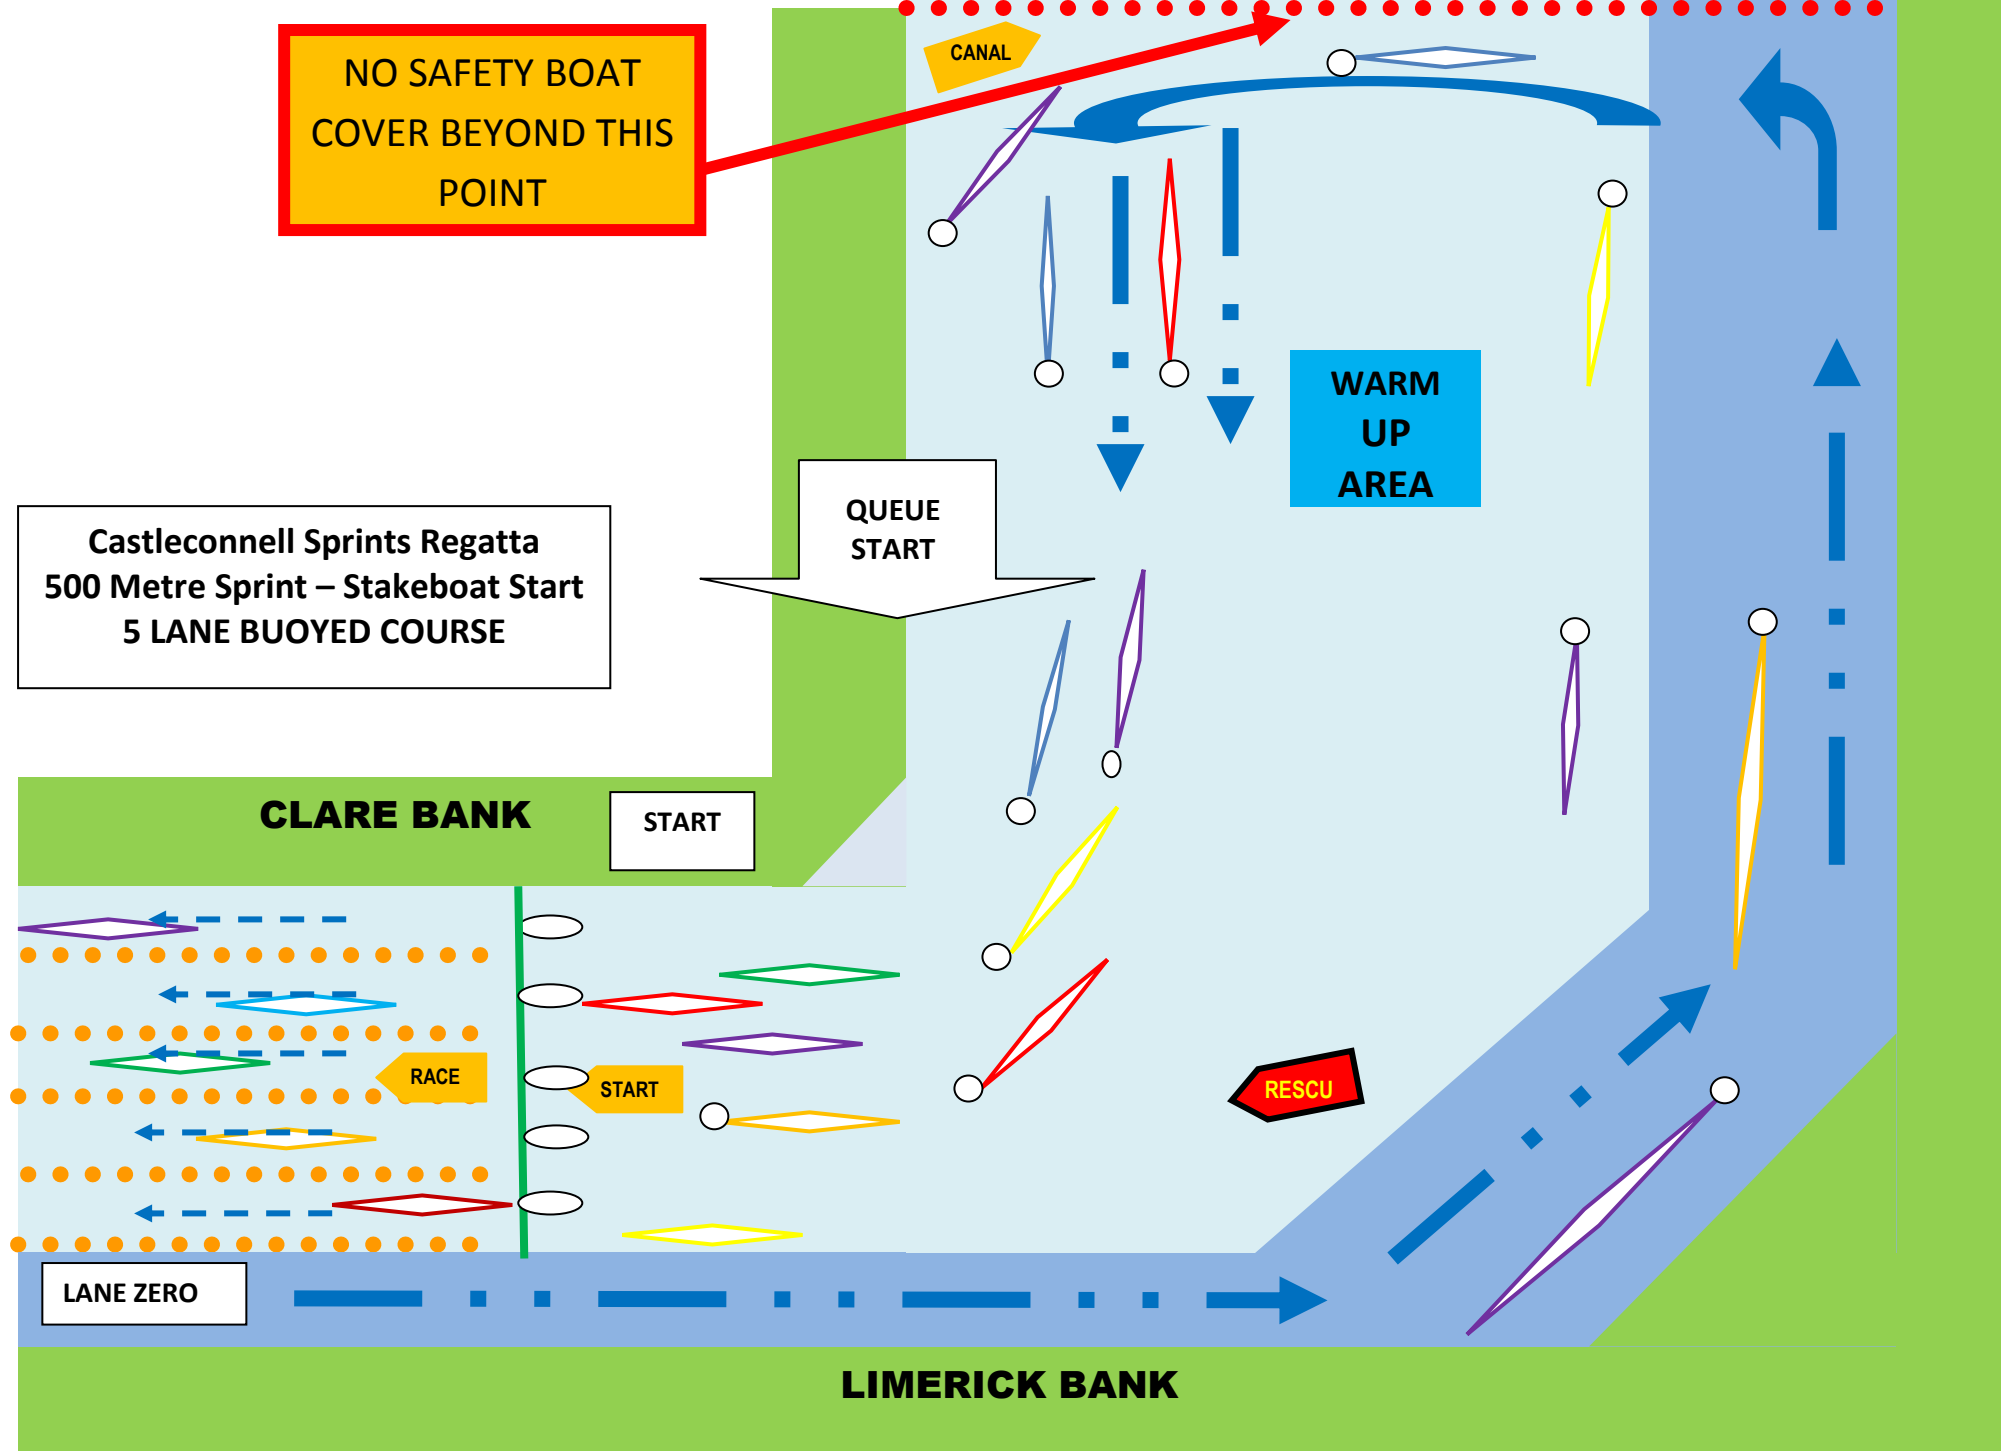 CANAL
NO SAFETY BOAT
COVER BEYOND THIS
POINT
WARM
UP
AREA
QUEUE
START
Castleconnell Sprints Regatta
500 Metre Sprint – Stakeboat Start
5 LANE BUOYED COURSE
CLARE BANK
START
RACE
START
RESCU
LANE ZERO
LIMERICK BANK